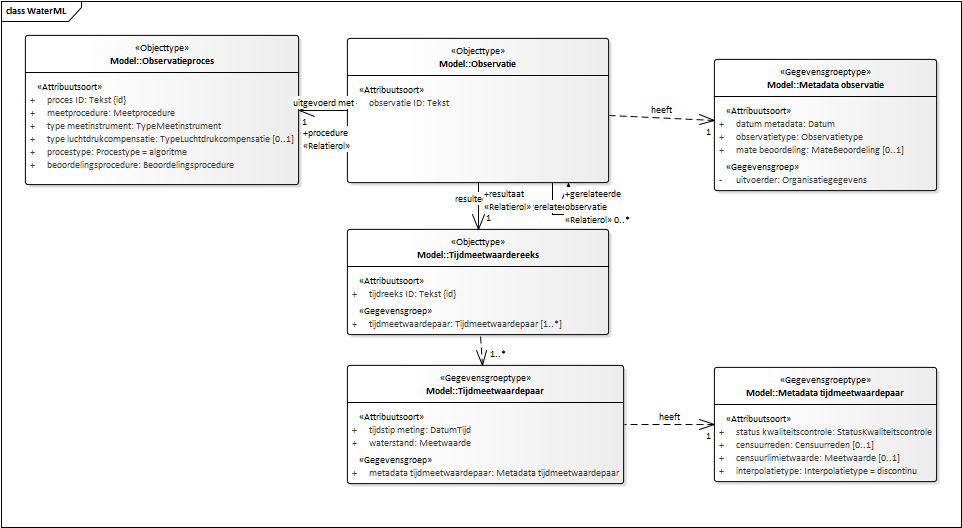 class WaterML
«Objecttype»
Model::Observatieproces
«Attribuutsoort»
+ proces ID: Tekst {id}
+ meetprocedure: Meetprocedure
+ type meetinstrument: TypeMeetinstrument
+ type luchtdrukcompensatie: TypeLuchtdrukcompensatie [0..1]
+ procestype: Procestype = algoritme
+ beoordelingsprocedure: Beoordelingsprocedure
uitgevoerd met
1
+procedure
«Relatierol»
«Objecttype»
Model::Observatie
«Attribuutsoort»
observatie ID: Tekst
heeft
1
«Gegevensgroeptype»
Model::Metadata observatie
«Attribuutsoort»
+ datum metadata: Datum
+ observatietype: Observatietype
+ mate beoordeling: MateBeoordeling [0..1]
«Gegevensgroep»
- uitvoerder: Organisatiegegevens
+resultaat
«Relatierol»
1
+gerelateerde
observatie
«Relatierol» 0..*
«Objecttype»
Model::Tijdmeetwaardereeks
«Attribuutsoort»
+ tijdreeks ID: Tekst {id}
«Gegevensgroep»
+ tijdmeetwaardepaar: Tijdmeetwaardepaar [1..*]
1..*
«Gegevensgroeptype»
Model::Tijdmeetwaardepaar
«Attribuutsoort»
+ tijdstip meting: DatumTijd
+ waterstand: Meetwaarde
«Gegevensgroep»
+ metadata tijdmeetwaardepaar: Metadata tijdmeetwaardepaar
heeft
1
«Gegevensgroeptype»
Model::Metadata tijdmeetwaardepaar
«Attribuutsoort»
+ status kwaliteitscontrole: StatusKwaliteitscontrole
+ censuurreden: Censuurreden [0..1]
+ censuurlimietwaarde: Meetwaarde [0..1]
+ interpolatietype: Interpolatietype = discontinu